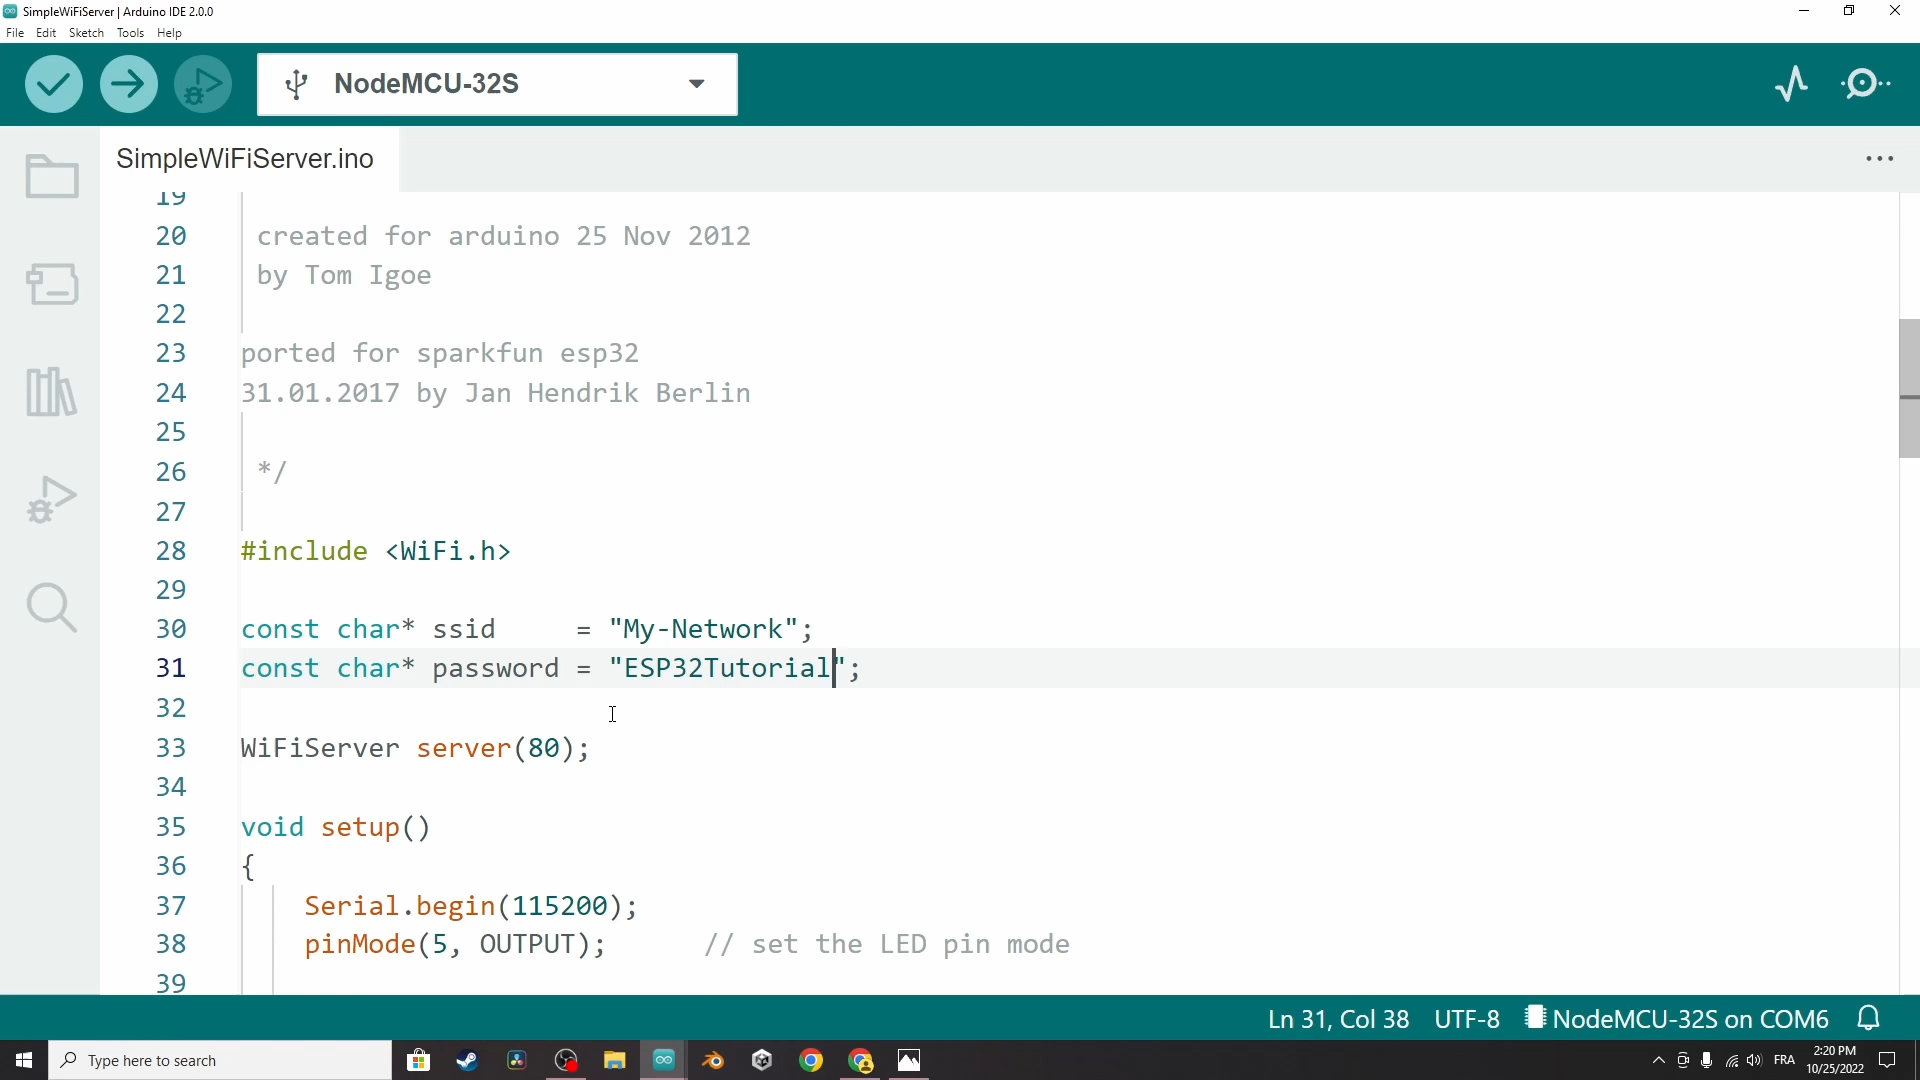 SimpleWiFiServer | Arduino IDE 2.0.0
File Edit Sketch Tools Help
NodeMCU-32S
SimpleWiFiServer.ino
19
20 created for arduino 25 Nov 2012
21 by Tom Igoe
22
23 ported for sparkfun esp32
24 31.01.2017 by Jan Hendrik Berlin
25
26 */
27
28 #include <WiFi.h>
29
30 const char* ssid     = "My-Network";
31 const char* password = "ESP32Tutorial";
32
33 WiFiServer server(80);
34
35 void setup()
36 {
37 Serial.begin(115200);
38 pinMode(5, OUTPUT);      // set the LED pin mode
39
Ln 31, Col 38 UTF-8 NodeMCU-32S on COM6
Type here to search
FRA
2:20 PM
10/25/2022